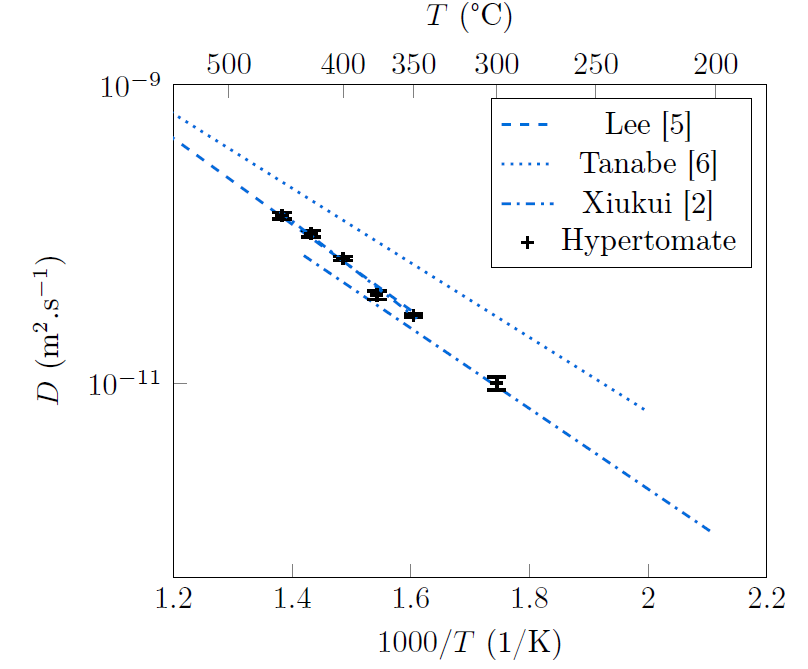 T (°C)
500 400 350 300 250 200
10⁻⁹
Lee [5]
Tanabe [6]
Xiukui [2]
Hypertomate
D (m².s⁻¹)
10⁻¹¹
1.2 1.4 1.6 1.8 2 2.2
1000/T (1/K)